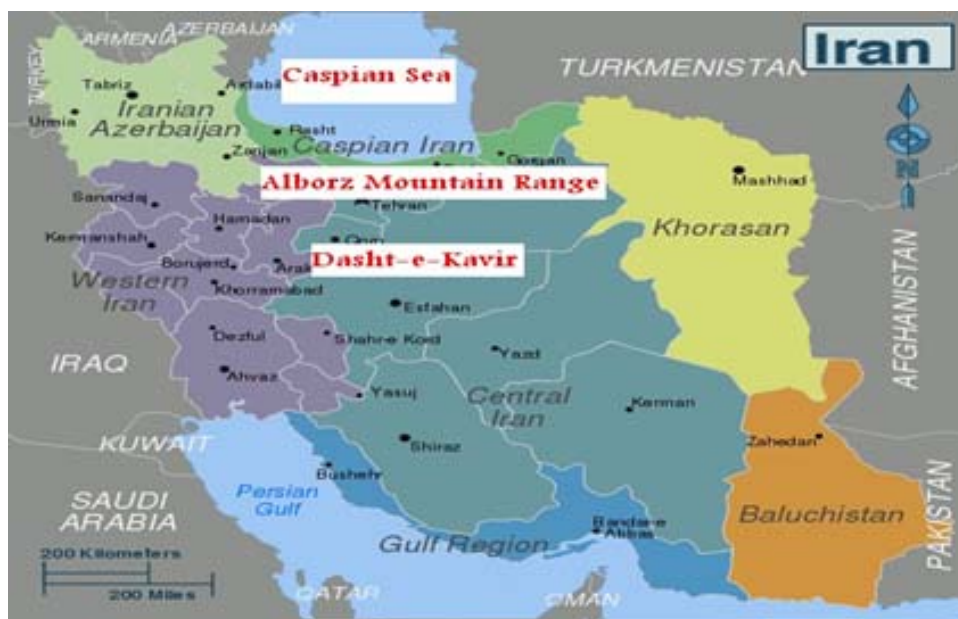 Iran
ARMENIA
AZERBAIJAN
TURKEY
Caspian Sea
TURKMENISTAN
Tabriz
Ardabil
Iranian
Azerbaijan
Urmia
Rasht
Caspian Iran
Gorgan
Zanjan
Mashhad
N
Alborz Mountain Range
Sanandaj
Tehran
Hamadan
Khorasan
Kermanshah
Qom
Dasht-e-Kavir
Borujerd
Arak
Western
Iran
Khorramabad
Esfahan
AFGHANISTAN
Dezful
Shahr-e Kord
IRAQ
Yazd
Ahvaz
Yasuj
Central
Iran
Kerman
KUWAIT
Shiraz
Zahedan
Bushehr
SAUDI
ARABIA
Persian
Gulf
Baluchistan
PAKISTAN
Bandar-e
Abbas
Gulf Region
200 Kilometers
200 Miles
QATAR
OMAN